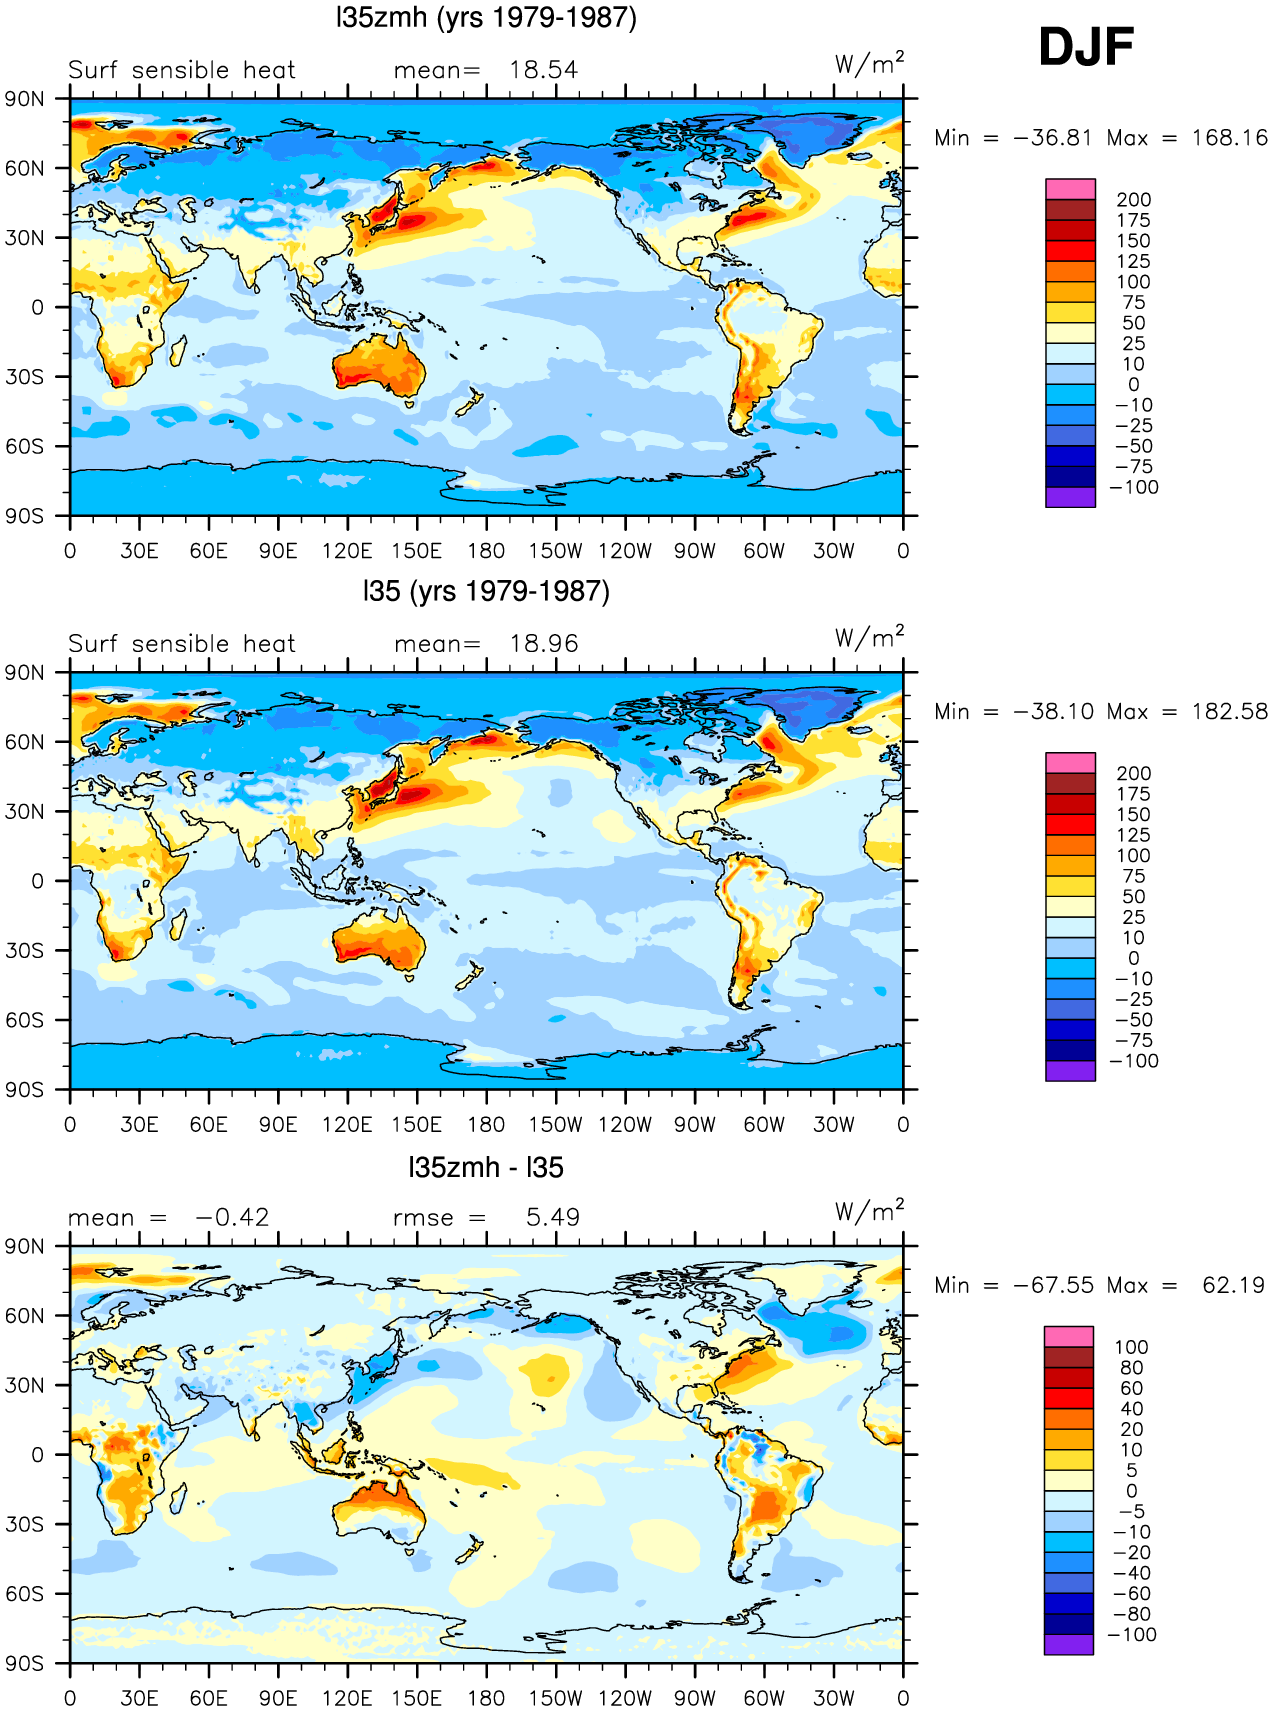 l35zmh (yrs 1979-1987)
DJF
Surf sensible heat mean= 18.54 W/m²
Min = −36.81 Max = 168.16
90N
60N
30N
0
30S
60S
90S
0 30E 60E 90E 120E 150E 180 150W 120W 90W 60W 30W 0
200
175
150
125
100
75
50
25
10
0
−10
−25
−50
−75
−100
l35 (yrs 1979-1987)
Surf sensible heat mean= 18.96 W/m²
Min = −38.10 Max = 182.58
90N
60N
30N
0
30S
60S
90S
0 30E 60E 90E 120E 150E 180 150W 120W 90W 60W 30W 0
200
175
150
125
100
75
50
25
10
0
−10
−25
−50
−75
−100
l35zmh - l35
mean = −0.42 rmse = 5.49 W/m²
Min = −67.55 Max = 62.19
90N
60N
30N
0
30S
60S
90S
0 30E 60E 90E 120E 150E 180 150W 120W 90W 60W 30W 0
100
80
60
40
20
10
5
0
−5
−10
−20
−40
−60
−80
−100